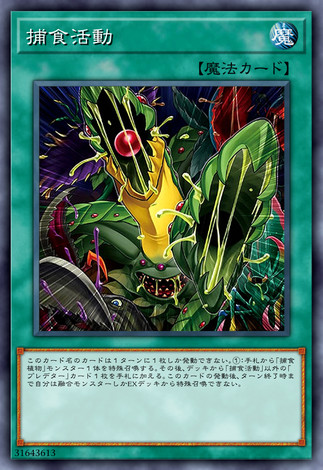 捕食活動
魔
【魔法カード】
このカード名のカードは１ターンに１枚しか発動できない。①：手札から「捕食
植物」モンスター１体を特殊召喚する。その後、デッキから「捕食活動」以外の「プ
レデター」カード１枚を手札に加える。このカードの発動後、ターン終了時ま
で自分は融合モンスターしかEXデッキから特殊召喚できない。
31643613